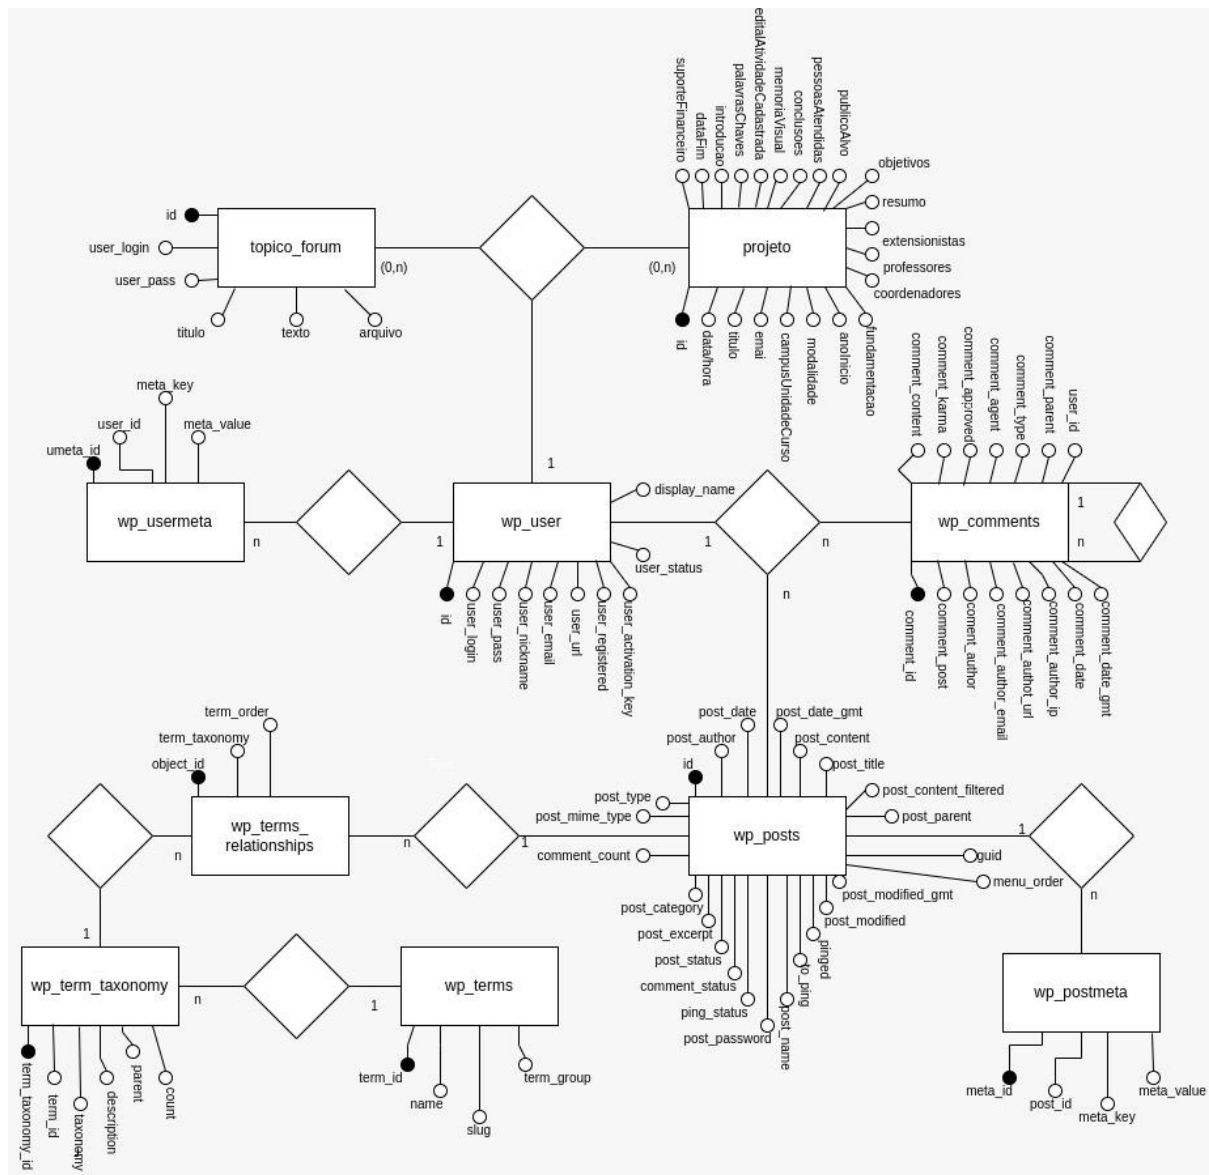 suporteFinanceiro
dataFim
introducao
palavrasChaves
editalAtividadeCadastrada
memoriaVisual
conclusoes
pessoasAtendidas
publicoAlvo
objetivos
resumo
extensionistas
professores
coordenadores
projeto
(0,n)
id
data/hora
titulo
emai
campusUnidadeCurso
modalidade
anoInicio
fundamentacao
id
user_login
user_pass
topico_forum
(0,n)
titulo
texto
arquivo
meta_key
user_id
meta_value
umeta_id
wp_usermeta
n
1
1
wp_user
display_name
user_status
1
id
user_login
user_pass
user_nickname
user_email
user_url
user_registered
user_activation_key
n
n
comment_content
comment_karma
comment_approved
comment_agent
comment_type
comment_parent
user_id
wp_comments
1
n
comment_id
comment_post
coment_author
comment_author_email
comment_authot_url
comment_author_ip
comment_date
comment_date_gmt
term_order
term_taxonomy
object_id
wp_terms_
relationships
n
n
1
post_date
post_date_gmt
post_author
post_content
id
post_title
post_type
post_content_filtered
post_mime_type
post_parent
wp_posts
1
comment_count
guid
menu_order
post_modified_gmt
post_category
post_modified
post_excerpt
pinged
post_status
to_ping
comment_status
ping_status
post_name
post_password
n
wp_postmeta
meta_id
post_id
meta_key
meta_value
1
wp_term_taxonomy
n
1
wp_terms
term_taxonomy_id
term_id
taxonomy
description
parent
count
term_id
name
slug
term_group